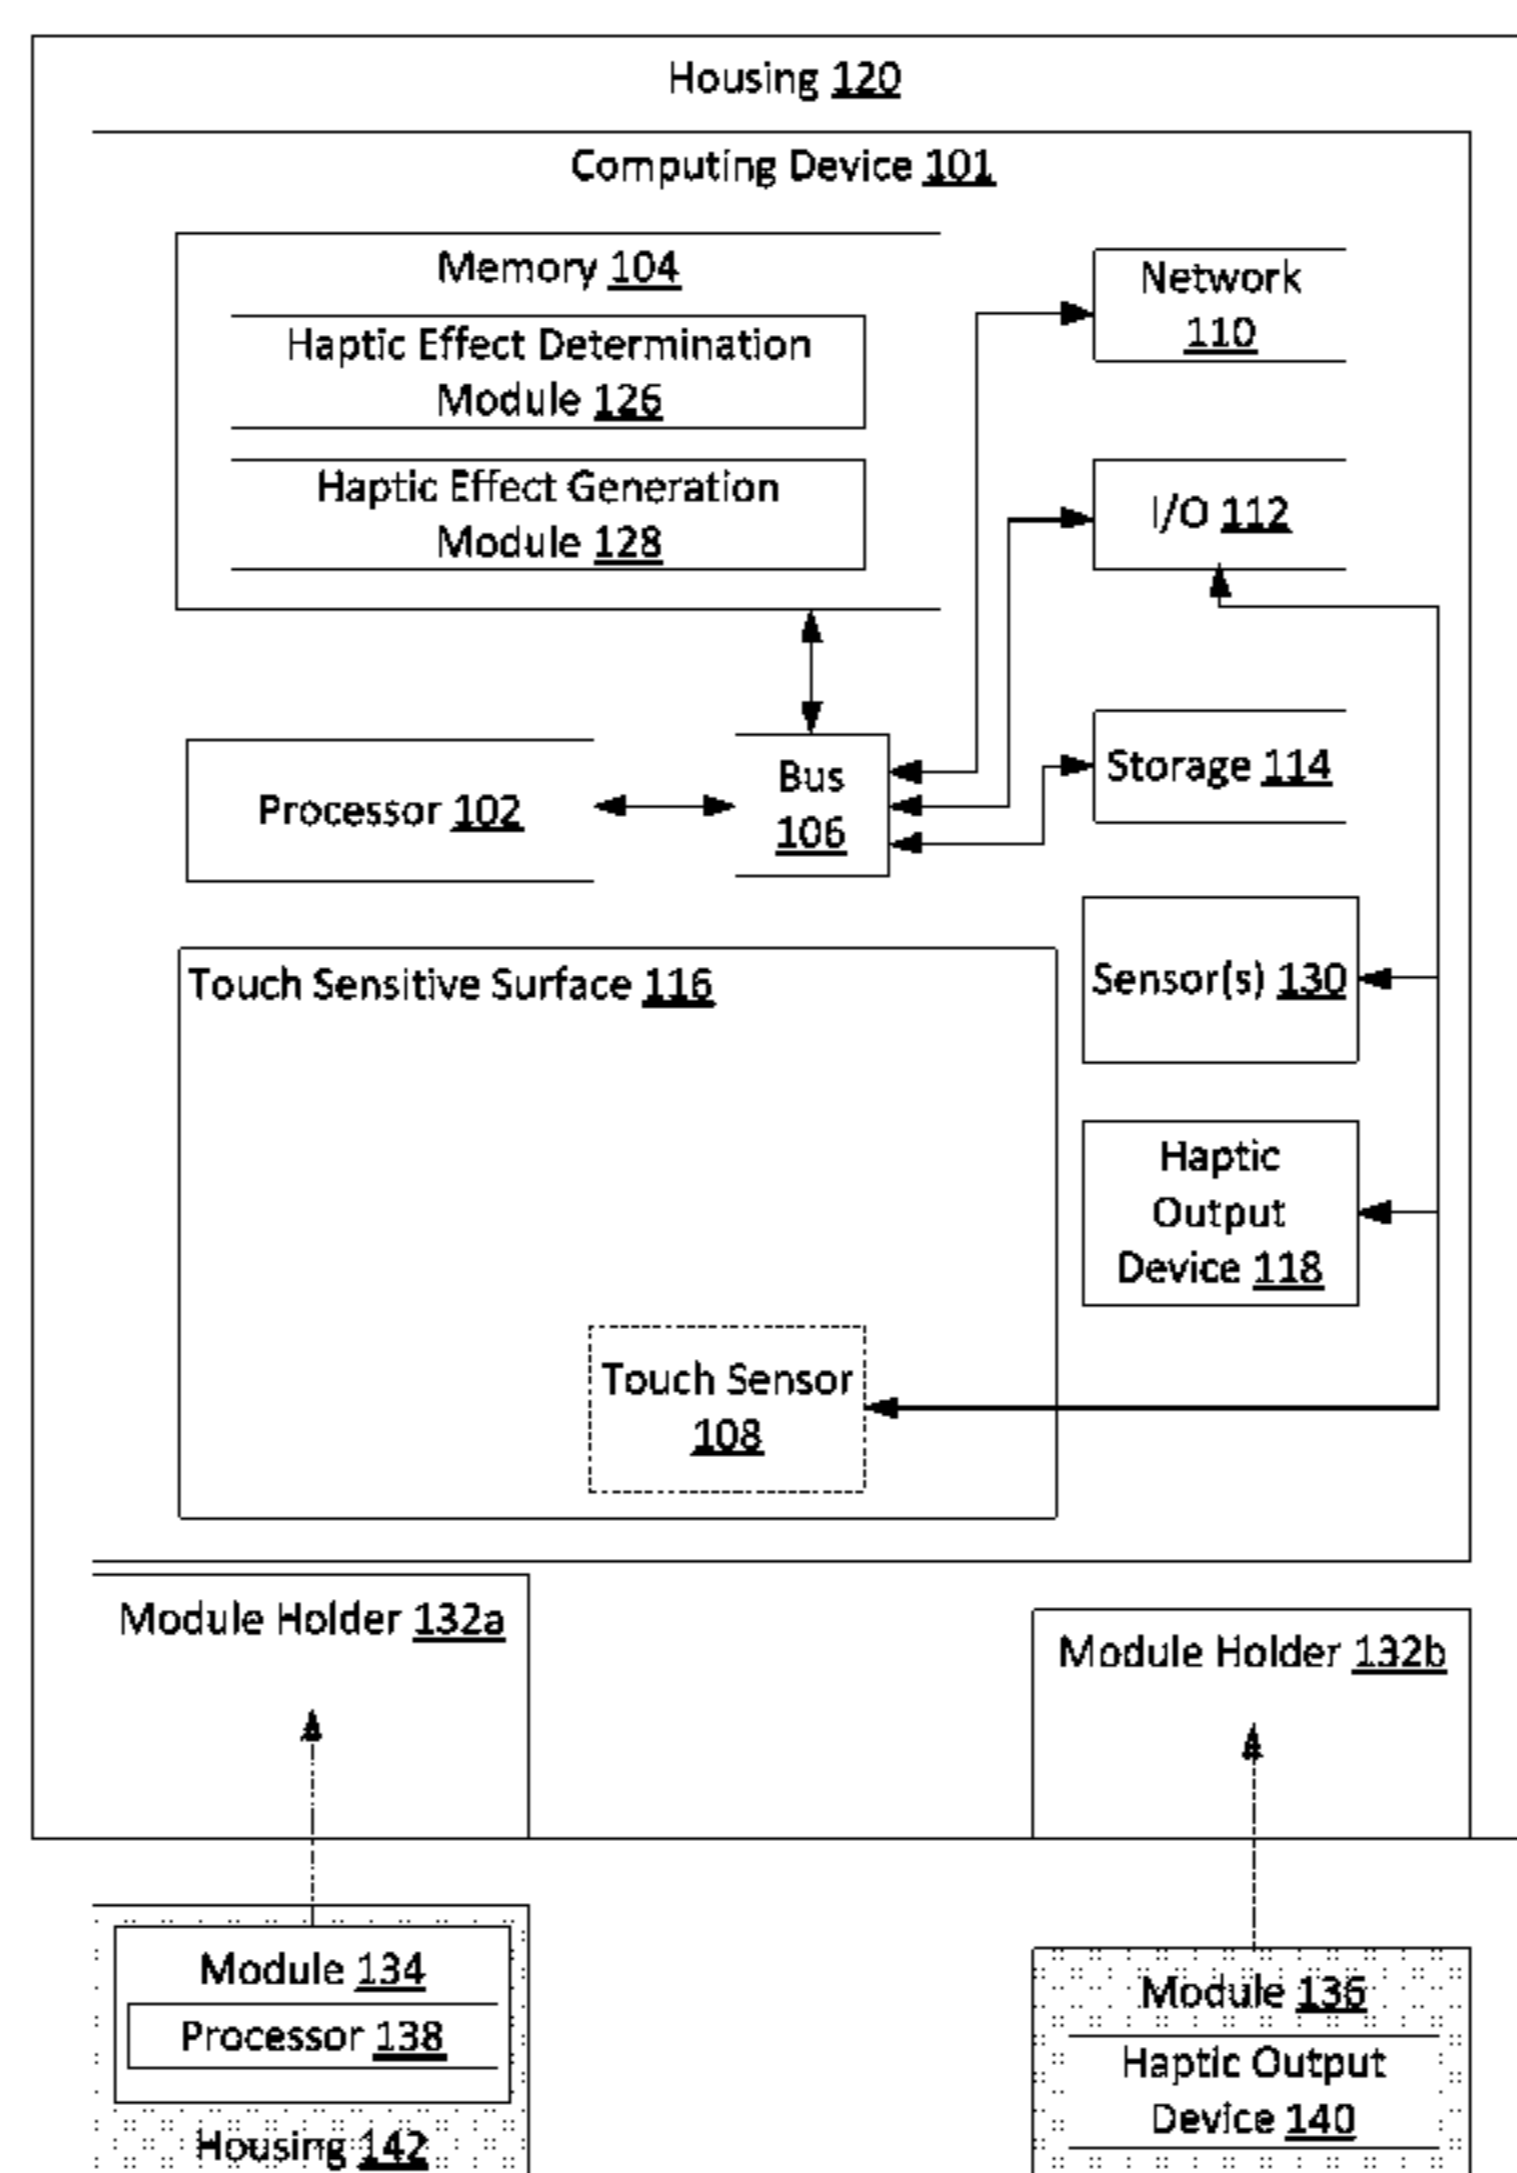 Housing 120
Computing Device 101
Memory 104
Haptic Effect Determination
Module 126
Haptic Effect Generation
Module 128
Network
110
I/O 112
Storage 114
Processor 102
Bus
106
Touch Sensitive Surface 116
Sensor(s) 130
Haptic
Output
Device 118
Touch Sensor
108
Module Holder 132a
Module Holder 132b
Module 134
Processor 138
Housing 142
Module 136
Haptic Output
Device 140